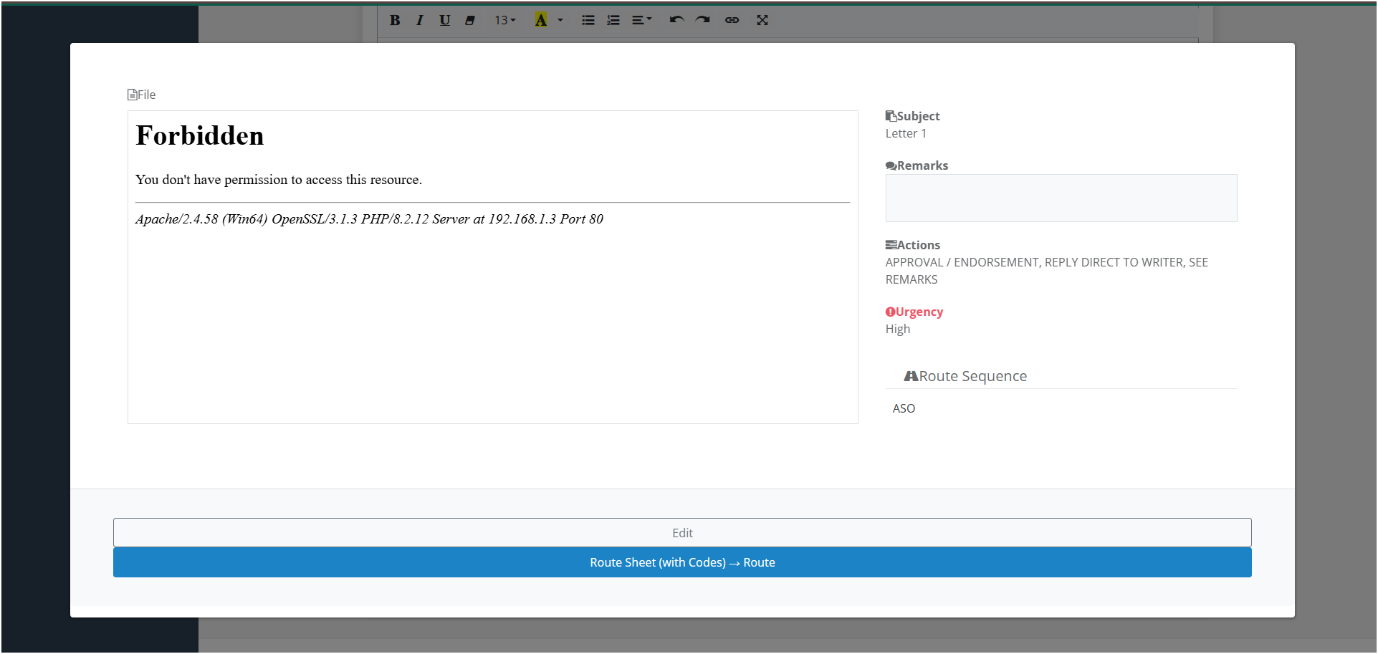 B I U 13 A
File
Forbidden
You don't have permission to access this resource.
Apache/2.4.58 (Win64) OpenSSL/3.1.3 PHP/8.2.12 Server at 192.168.1.3 Port 80
Subject
Letter 1
Remarks
Actions
APPROVAL / ENDORSEMENT, REPLY DIRECT TO WRITER, SEE
REMARKS
Urgency
High
Route Sequence
ASO
Edit
Route Sheet (with Codes) → Route